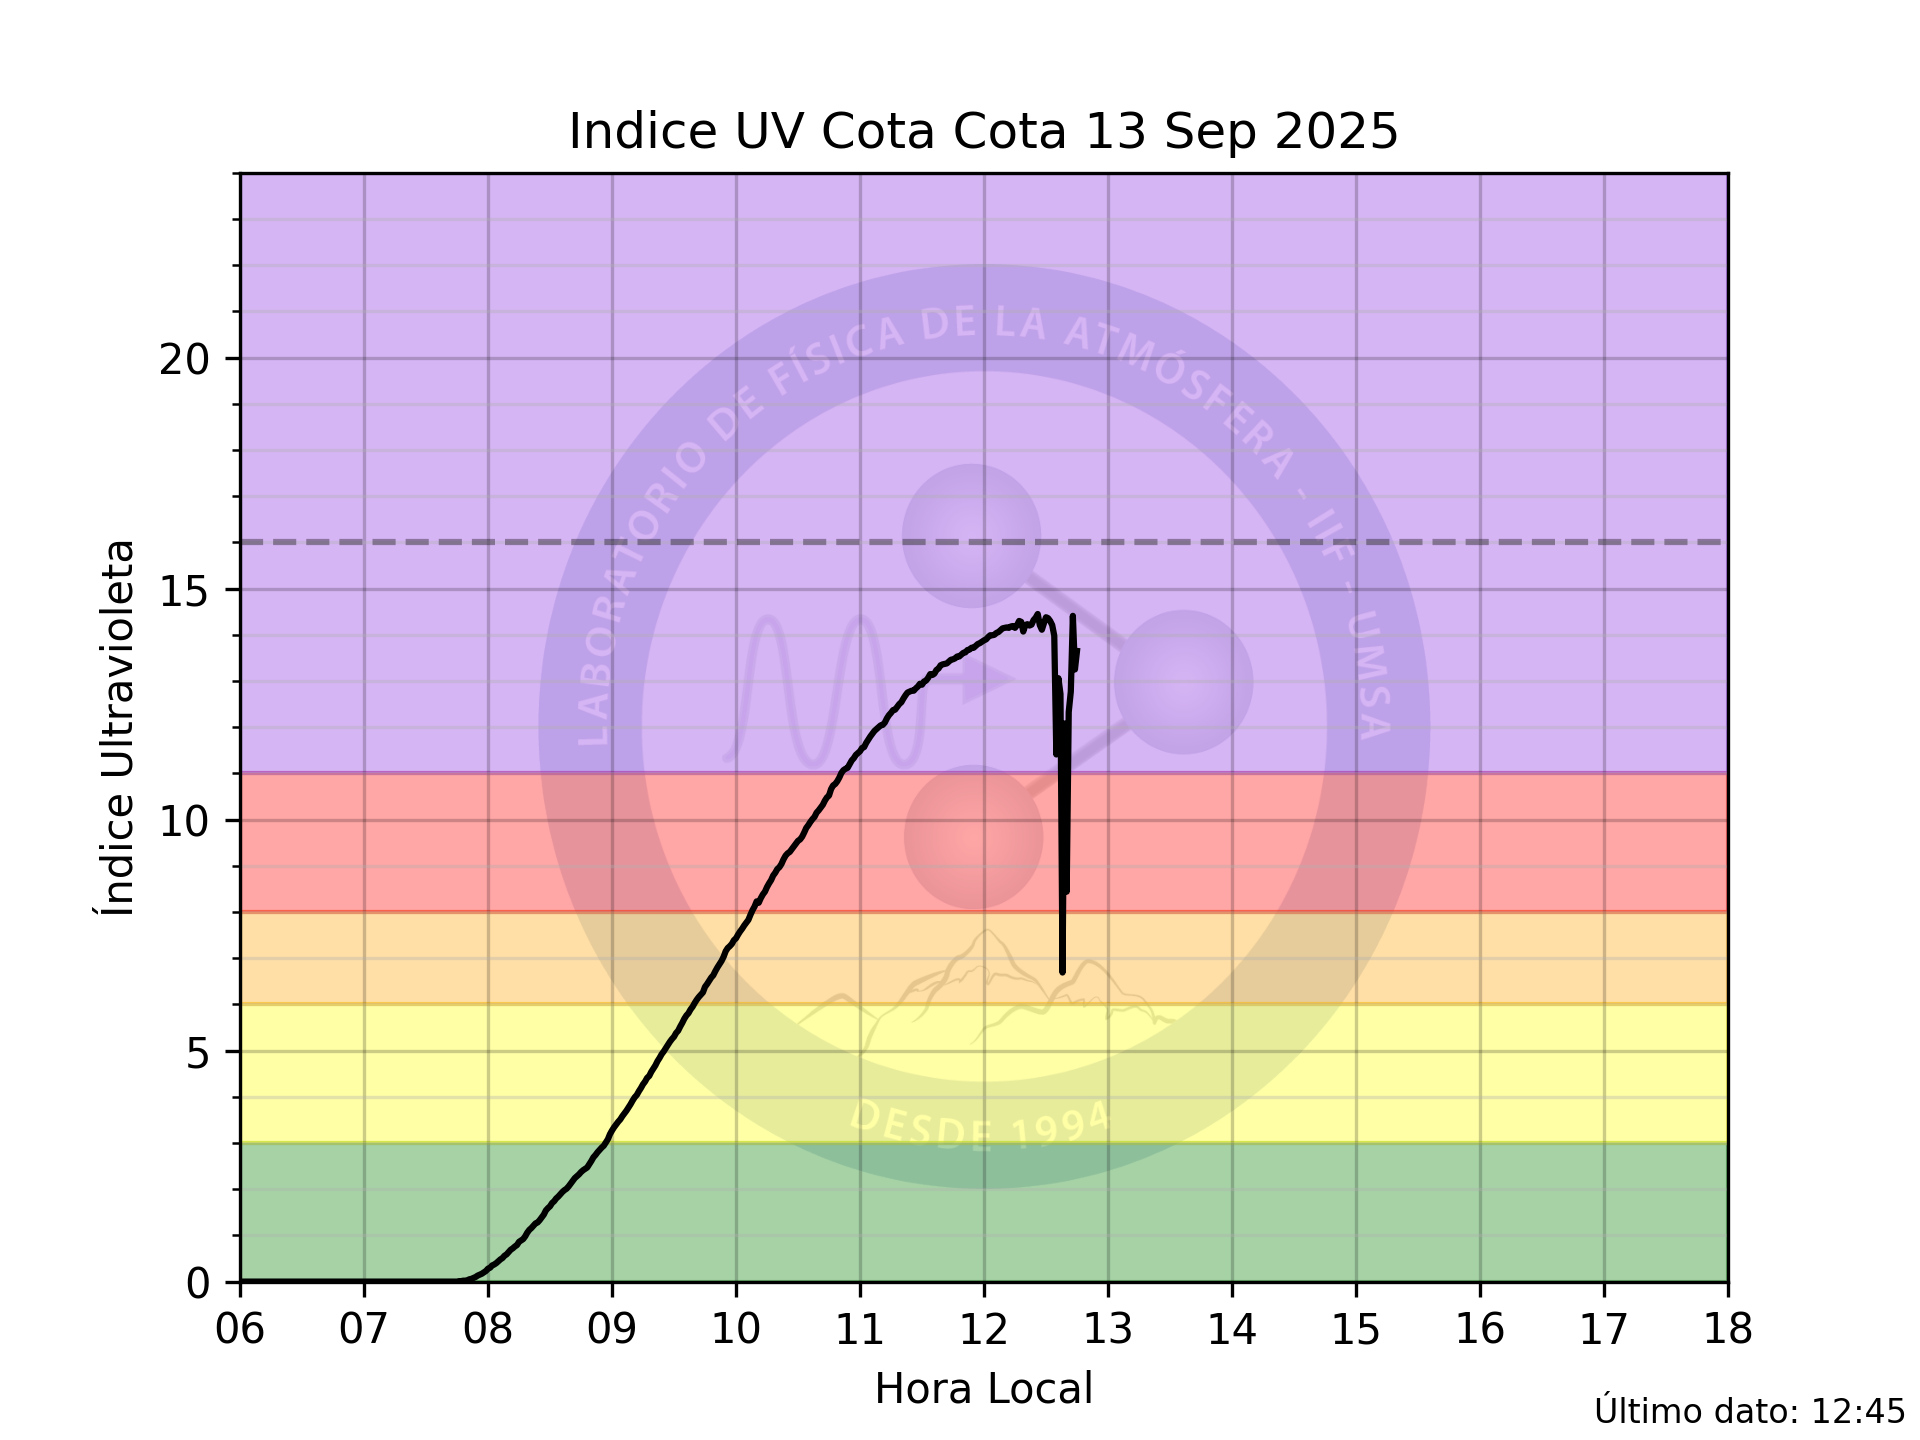 Indice UV Cota Cota 13 Sep 2025
LABORATORIO DE FÍSICA DE LA ATMÓSFERA - IIF - UMSA
DESDE 1994
Índice Ultravioleta
20
15
10
5
0
06 07 08 09 10 11 12 13 14 15 16 17 18
Hora Local
Último dato: 12:45